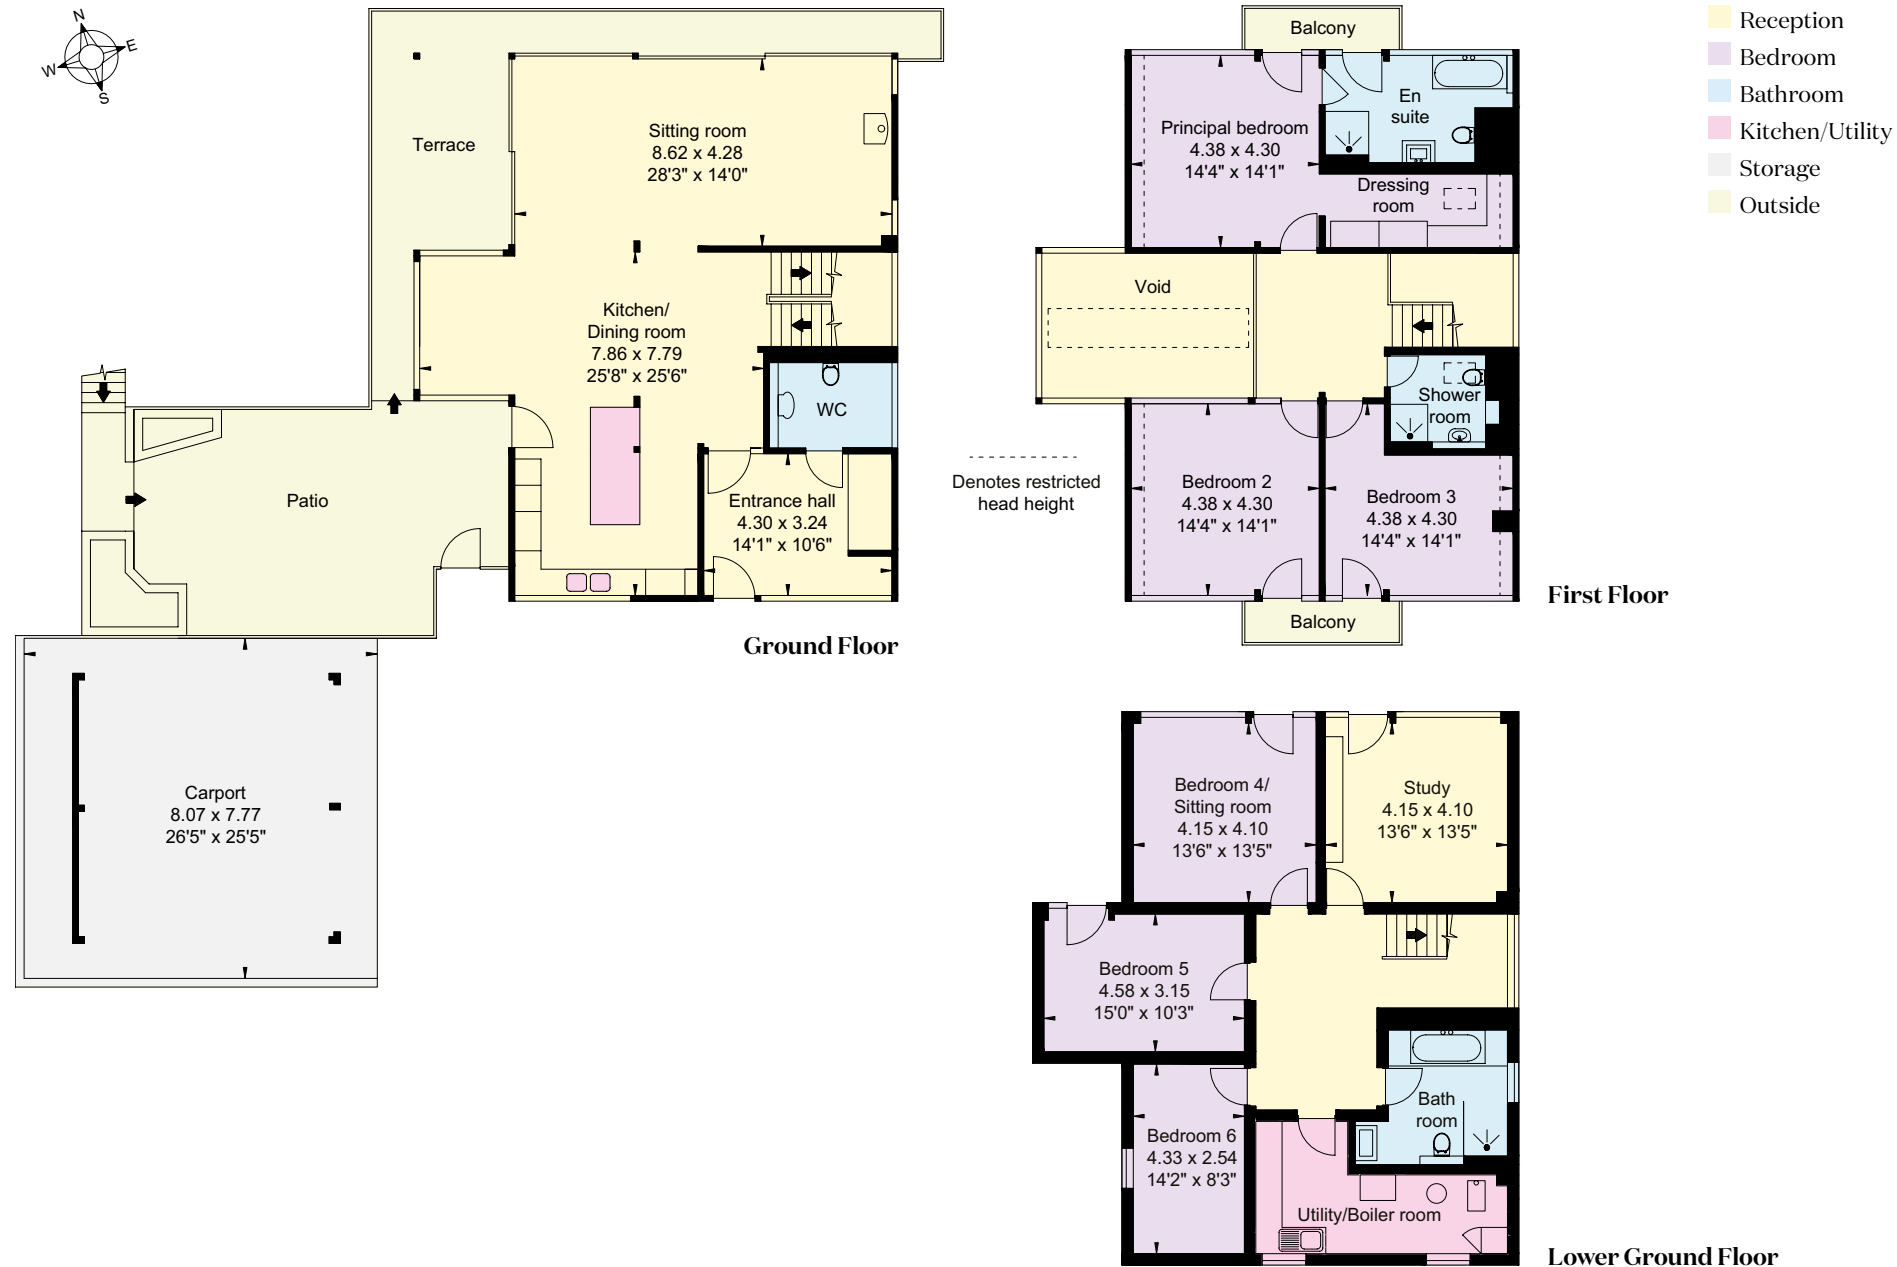 N
E
W
S
Terrace
Sitting room
8.62 x 4.28
28'3" x 14'0"
Kitchen/
Dining room
7.86 x 7.79
25'8" x 25'6"
WC
Patio
Entrance hall
4.30 x 3.24
14'1" x 10'6"
Ground Floor
Carport
8.07 x 7.77
26'5" x 25'5"
Balcony
Principal bedroom
4.38 x 4.30
14'4" x 14'1"
En
suite
Dressing
room
Void
Shower
room
Denotes restricted
head height
Bedroom 2
4.38 x 4.30
14'4" x 14'1"
Bedroom 3
4.38 x 4.30
14'4" x 14'1"
Balcony
First Floor
Reception
Bedroom
Bathroom
Kitchen/Utility
Storage
Outside
Bedroom 4/
Sitting room
4.15 x 4.10
13'6" x 13'5"
Study
4.15 x 4.10
13'6" x 13'5"
Bedroom 5
4.58 x 3.15
15'0" x 10'3"
Bedroom 6
4.33 x 2.54
14'2" x 8'3"
Bath
room
Utility/Boiler room
Lower Ground Floor